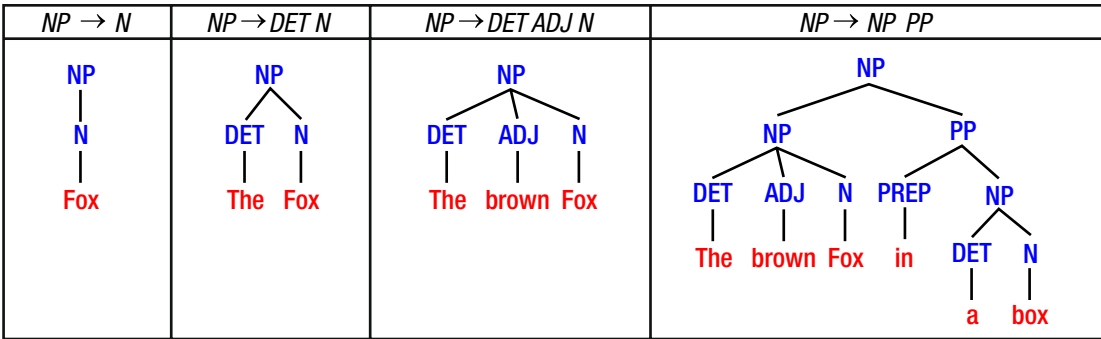 NP → N
NP → DET N
NP → DET ADJ N
NP → NP PP
NP
N
Fox
NP
DET N
The Fox
NP
DET ADJ N
The brown Fox
NP
NP PP
DET ADJ N PREP NP
The brown Fox in DET N
a box